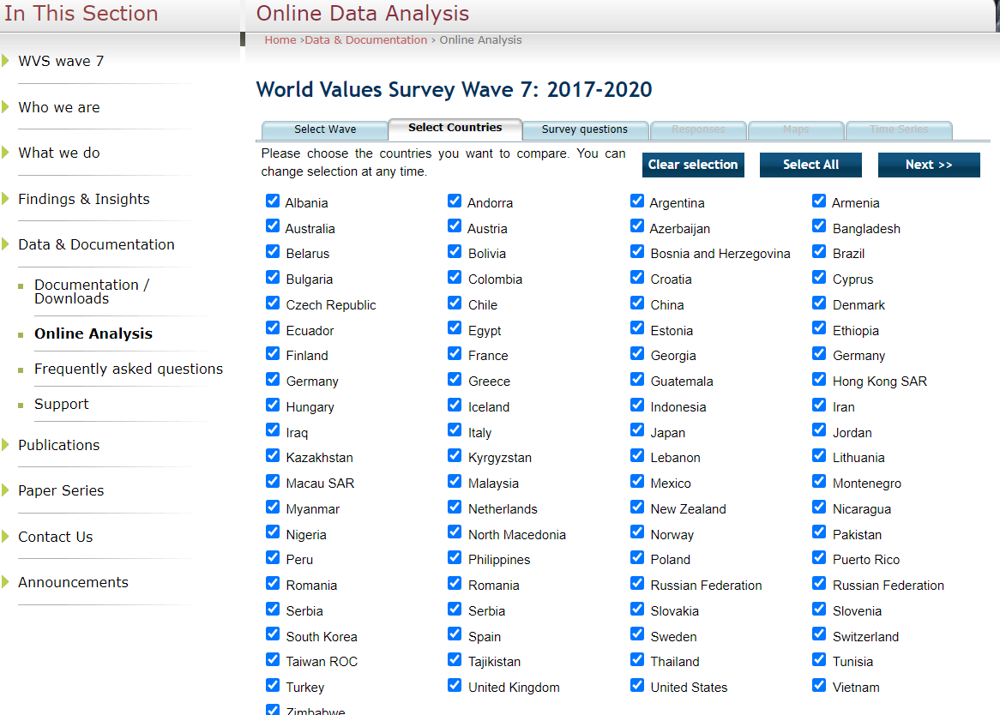 In This Section
WVS wave 7
Who we are
What we do
Findings & Insights
Data & Documentation
Documentation /
Downloads
Online Analysis
Frequently asked questions
Support
Publications
Paper Series
Contact Us
Announcements
Online Data Analysis
Home ›Data & Documentation › Online Analysis
World Values Survey Wave 7: 2017-2020
Select Wave Select Countries Survey questions Responses Maps Time Series
Please choose the countries you want to compare. You can
change selection at any time.
Clear selection Select All Next >>
Albania Andorra Argentina Armenia
Australia Austria Azerbaijan Bangladesh
Belarus Bolivia Bosnia and Herzegovina Brazil
Bulgaria Colombia Croatia Cyprus
Czech Republic Chile China Denmark
Ecuador Egypt Estonia Ethiopia
Finland France Georgia Germany
Germany Greece Guatemala Hong Kong SAR
Hungary Iceland Indonesia Iran
Iraq Italy Japan Jordan
Kazakhstan Kyrgyzstan Lebanon Lithuania
Macau SAR Malaysia Mexico Montenegro
Myanmar Netherlands New Zealand Nicaragua
Nigeria North Macedonia Norway Pakistan
Peru Philippines Poland Puerto Rico
Romania Romania Russian Federation Russian Federation
Serbia Serbia Slovakia Slovenia
South Korea Spain Sweden Switzerland
Taiwan ROC Tajikistan Thailand Tunisia
Turkey United Kingdom United States Vietnam
Zimbabwe